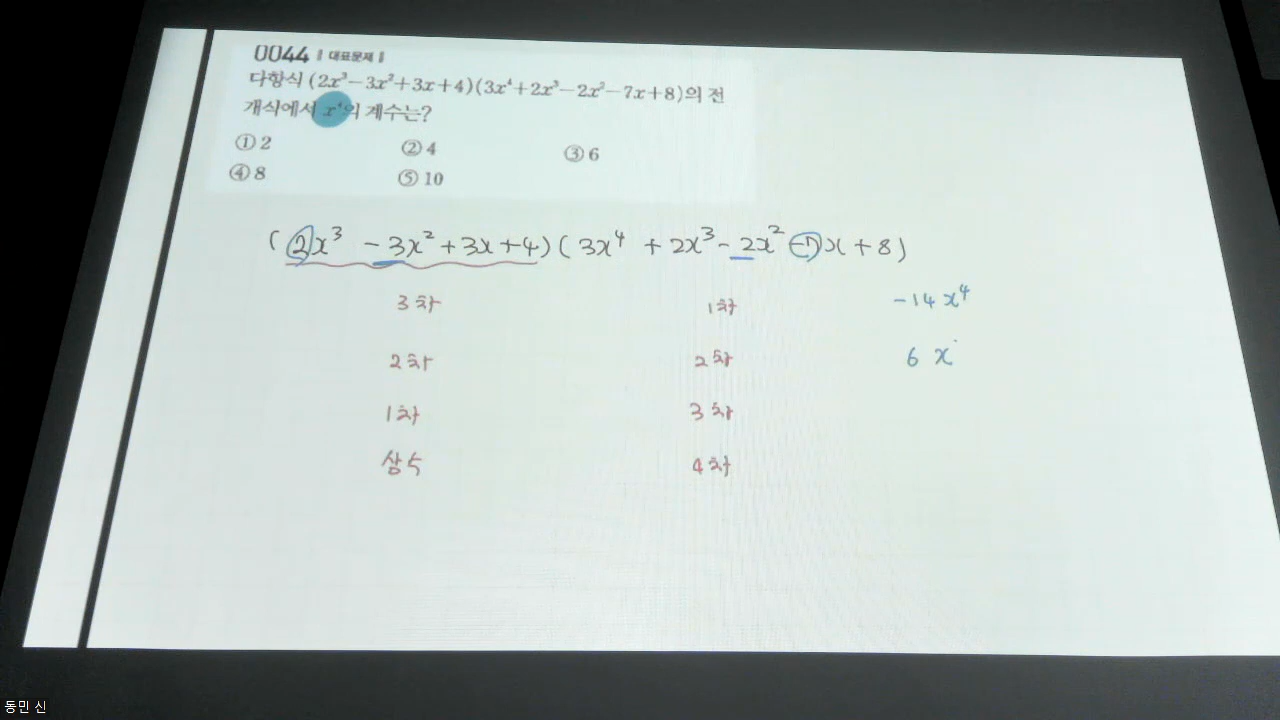 0044 ‖ 대표문제 ‖
다항식 (2x³-3x²+3x+4)(3x⁴+2x³-2x²-7x+8)의 전
개식에서 x⁴의 계수는?
① 2 ② 4 ③ 6
④ 8 ⑤ 10
(2x³ -3x²+3x+4)(3x⁴ +2x³-2x²-7x+8)
3차 1차 -14x⁴
2차 2차 6 x
1차 3차
상수 4차
동민 신